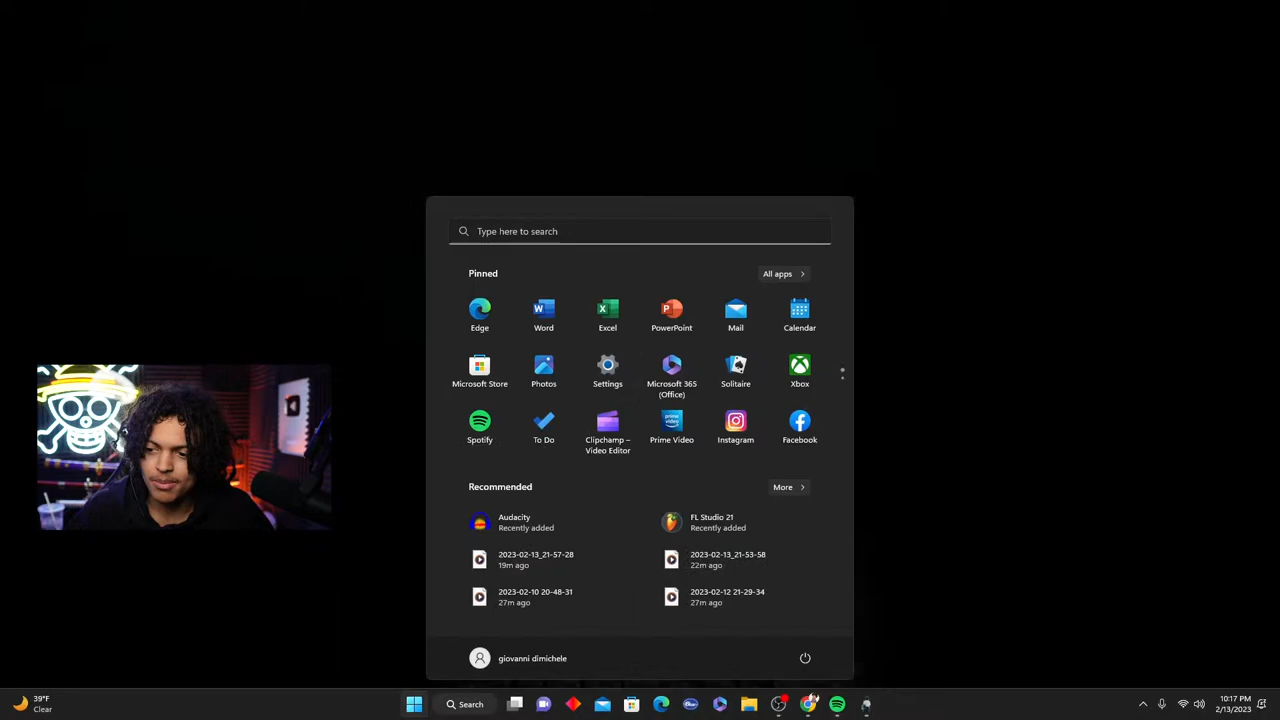 Type here to search
Pinned
All apps
Edge
Word
Excel
PowerPoint
Mail
Calendar
Microsoft Store
Photos
Settings
Microsoft 365
(Office)
Solitaire
Xbox
Spotify
To Do
Clipchamp –
Video Editor
Prime Video
Instagram
Facebook
Recommended
More
Audacity
Recently added
FL Studio 21
Recently added
2023-02-13_21-57-28
19m ago
2023-02-13_21-53-58
22m ago
2023-02-10 20-48-31
27m ago
2023-02-12 21-29-34
27m ago
giovanni dimichele
39°F
Clear
Search
10:17 PM
2/13/2023